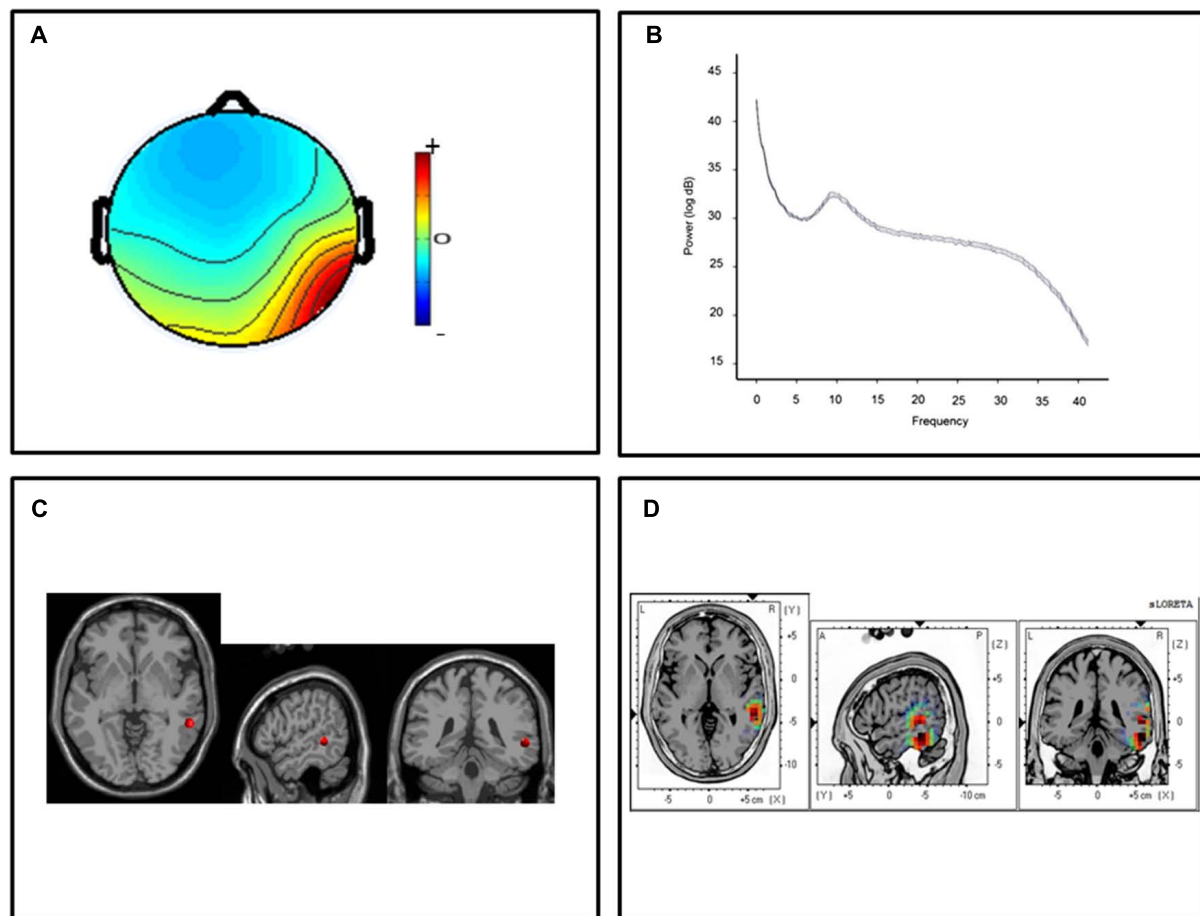 A
+
O
-
B
45
40
35
30
25
20
15
Power (log dB)
0 5 10 15 20 25 30 35 40
Frequency
C
D
sLORETA
L R (Y)
+5
0
-5
-10
-5 0 +5 cm (X)
A P
(Z)
+5
0
-5
(Y) +5 0 -5 -10 cm
L R
(Z)
+5
0
-5
-5 0 +5 cm (X)